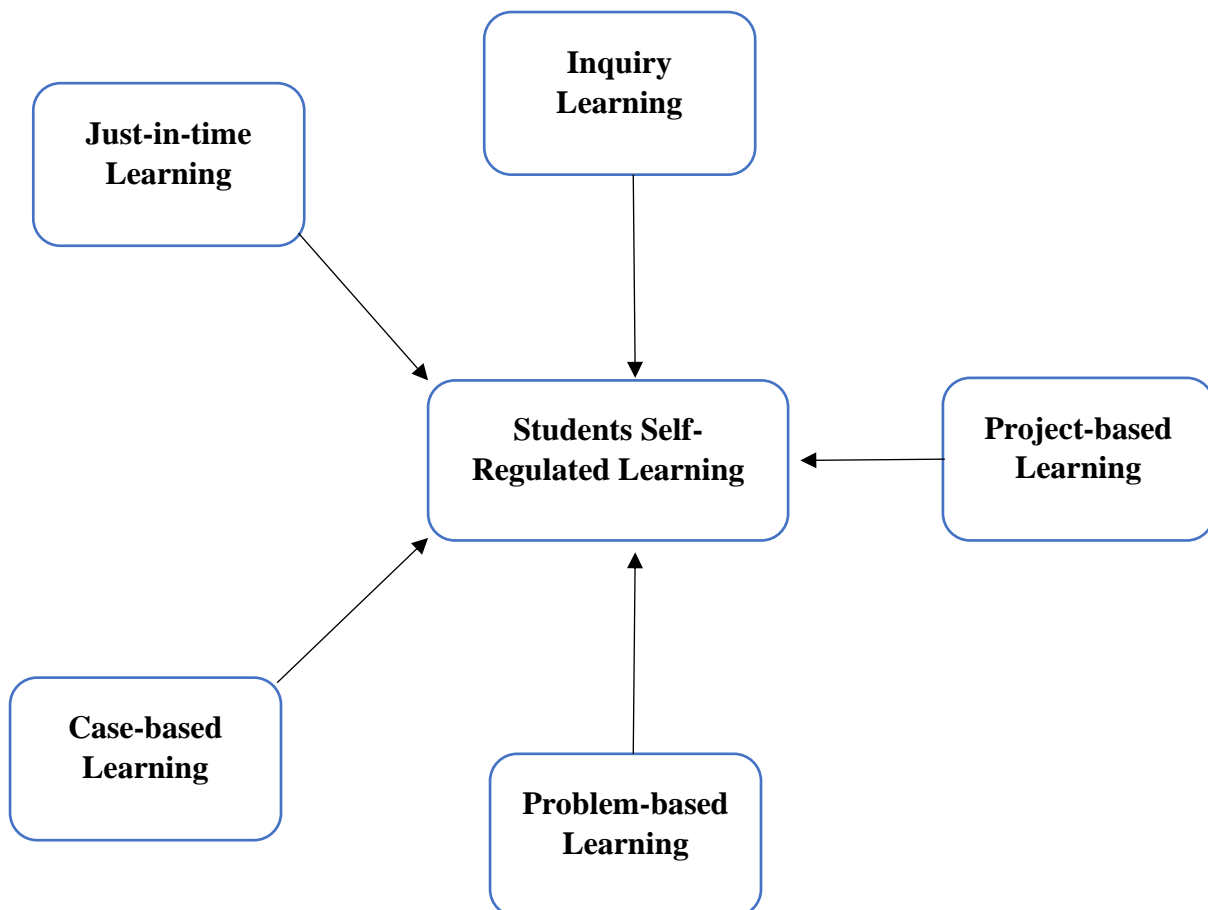 Inquiry
Learning
Just-in-time
Learning
Students Self-
Regulated Learning
Project-based
Learning
Case-based
Learning
Problem-based
Learning